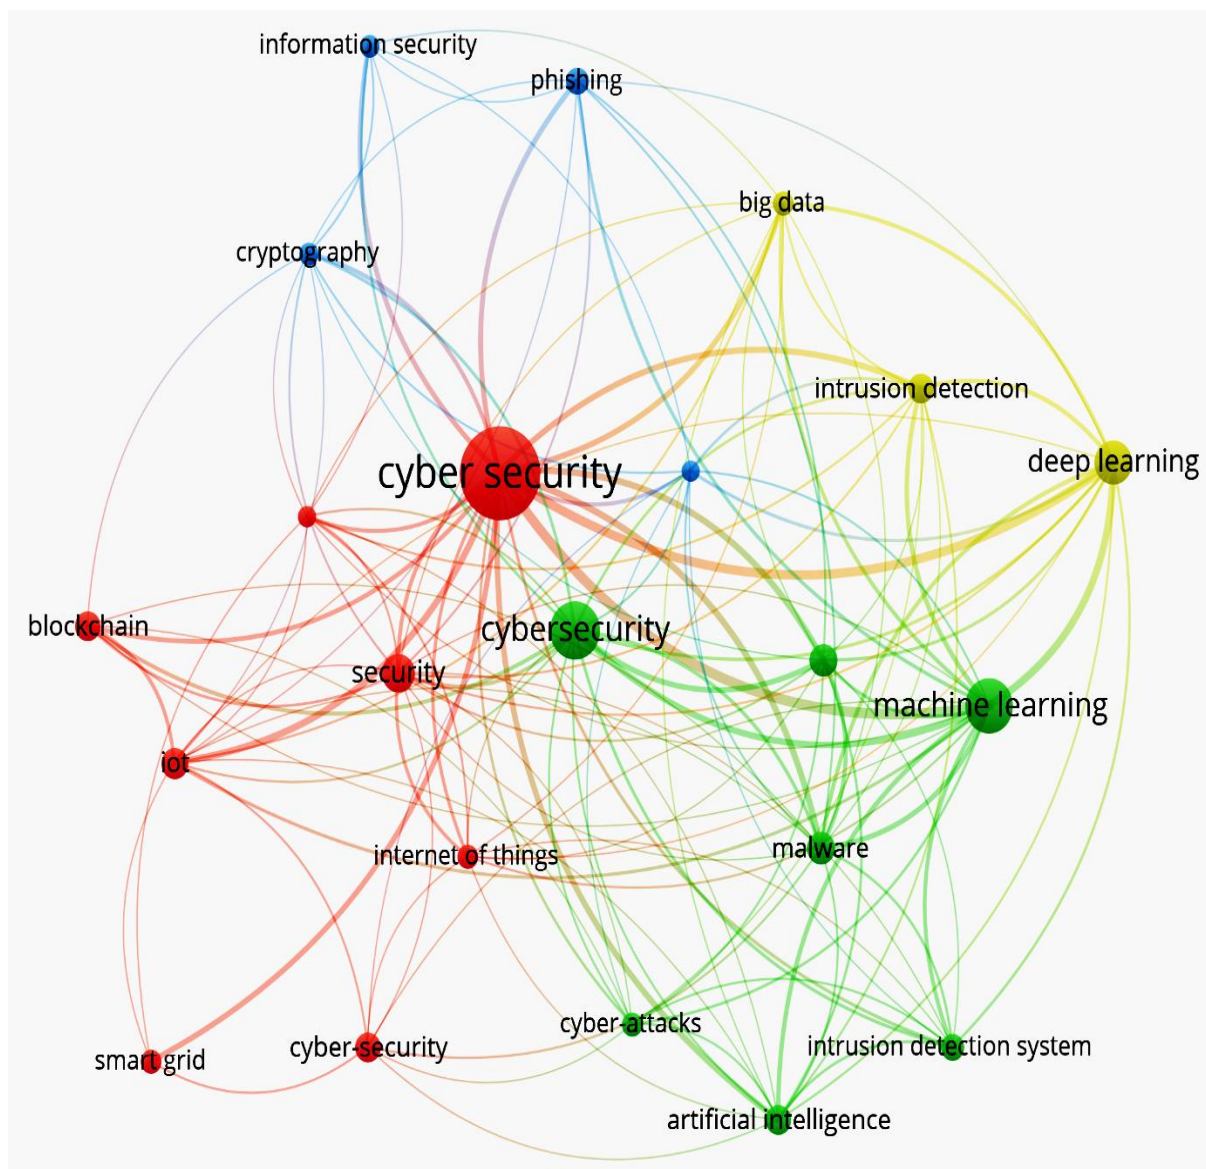 information security
phishing
big data
cryptography
intrusion detection
deep learning
cyber security
blockchain
cybersecurity
security
machine learning
iot
internet of things
malware
cyber-attacks
smart grid
cyber-security
intrusion detection system
artificial intelligence